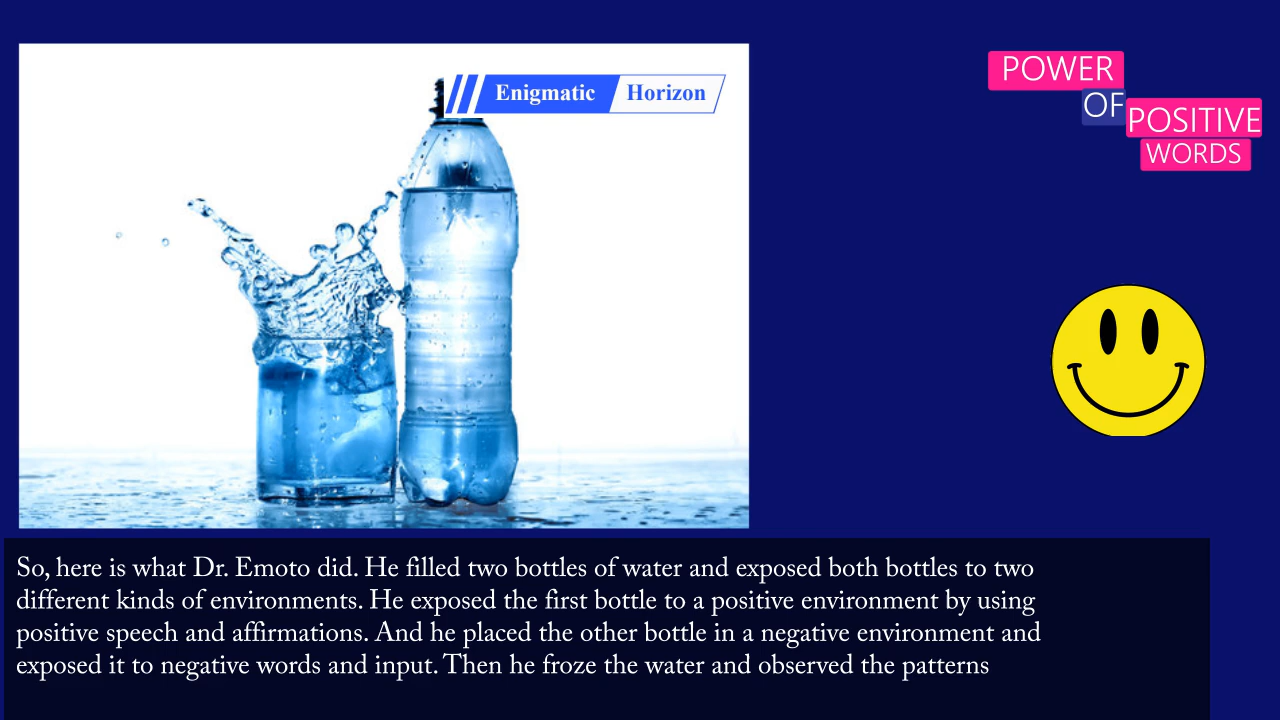 Enigmatic Horizon
POWER
OF
POSITIVE
WORDS
So, here is what Dr. Emoto did. He filled two bottles of water and exposed both bottles to two
different kinds of environments. He exposed the first bottle to a positive environment by using
positive speech and affirmations. And he placed the other bottle in a negative environment and
exposed it to negative words and input. Then he froze the water and observed the patterns